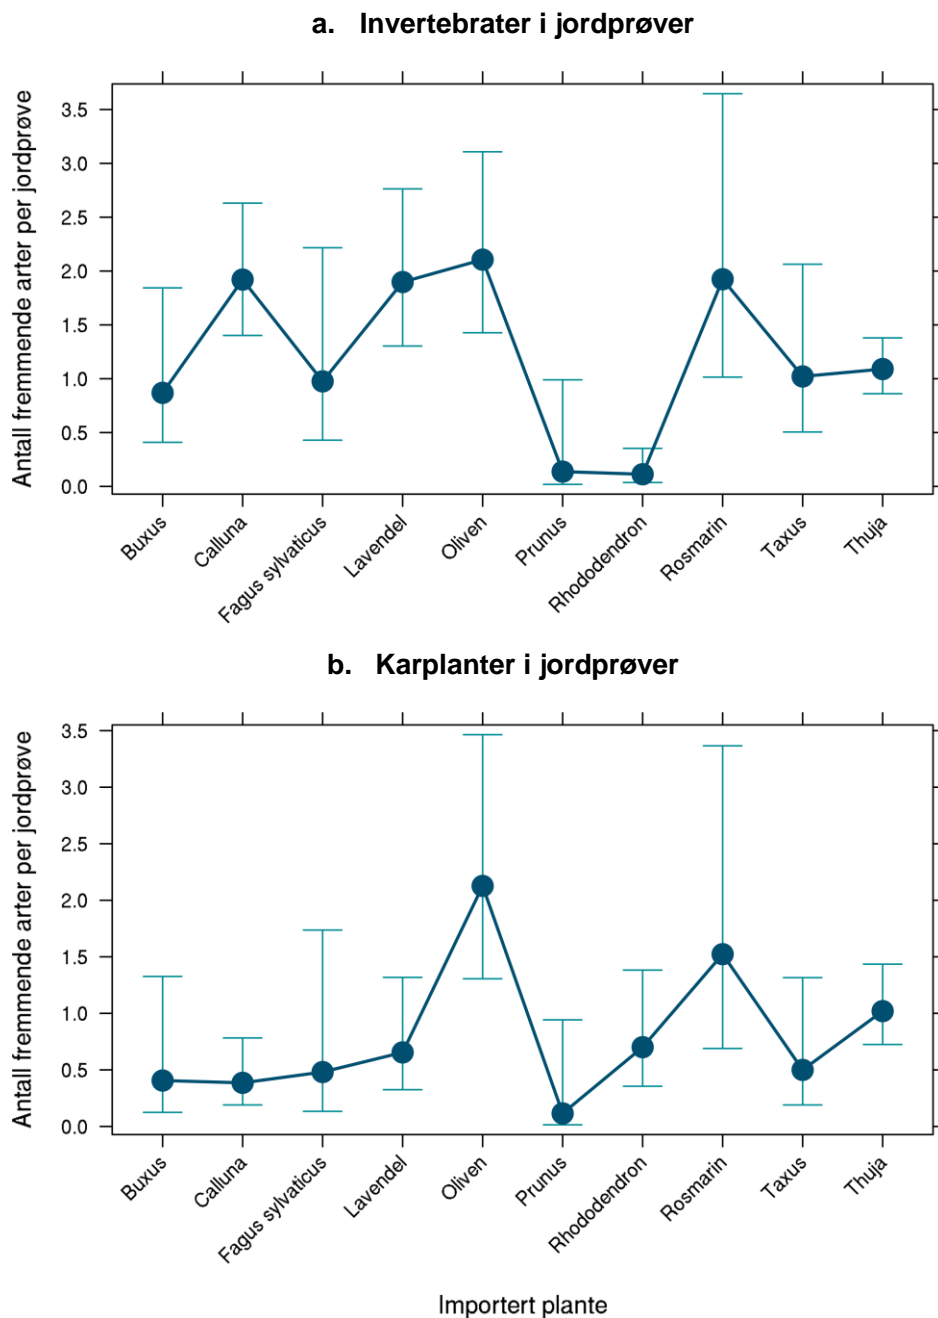 a. Invertebrater i jordprøver
Antall fremmende arter per jordprøve
3.5
3.0
2.5
2.0
1.5
1.0
0.5
0.0
Buxus
Calluna
Fagus sylvaticus
Lavendel
Oliven
Prunus
Rhododendron
Rosmarin
Taxus
Thuja
b. Karplanter i jordprøver
Antall fremmende arter per jordprøve
3.5
3.0
2.5
2.0
1.5
1.0
0.5
0.0
Buxus
Calluna
Fagus sylvaticus
Lavendel
Oliven
Prunus
Rhododendron
Rosmarin
Taxus
Thuja
Importert plante